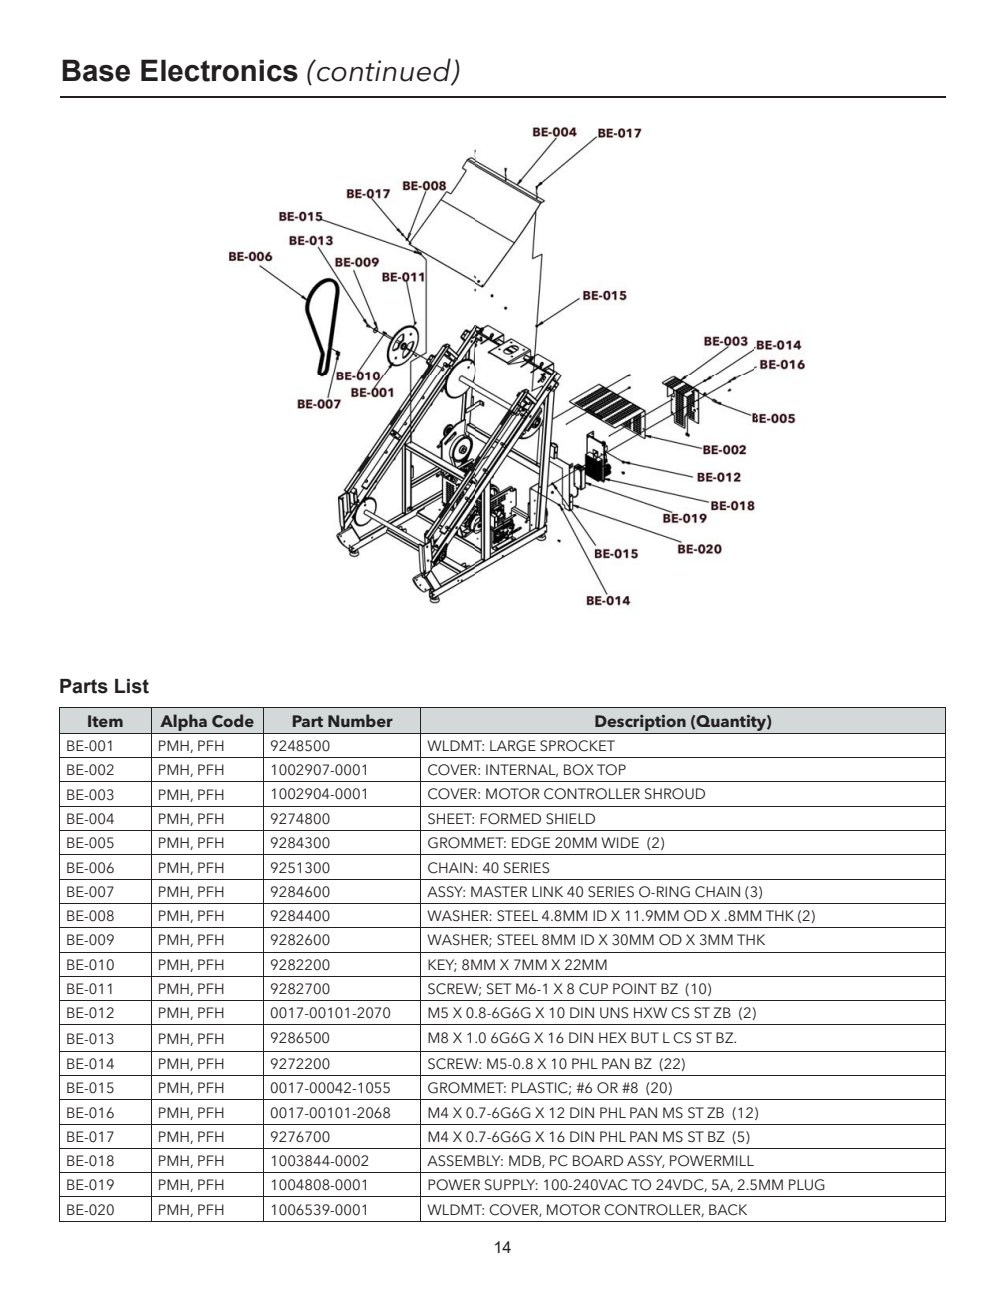 Base Electronics (continued)
BE-004 BE-017
BE-008
BE-017
BE-015
BE-013
BE-006
BE-009
BE-011
BE-015
BE-003 BE-014
BE-016
BE-010
BE-001
BE-007
BE-005
BE-002
BE-012
BE-018
BE-019
BE-020
BE-015
BE-014
Parts List
Item Alpha Code Part Number Description (Quantity)
BE-001 PMH, PFH 9248500 WLDMT: LARGE SPROCKET
BE-002 PMH, PFH 1002907-0001 COVER: INTERNAL, BOX TOP
BE-003 PMH, PFH 1002904-0001 COVER: MOTOR CONTROLLER SHROUD
BE-004 PMH, PFH 9274800 SHEET: FORMED SHIELD
BE-005 PMH, PFH 9284300 GROMMET: EDGE 20MM WIDE (2)
BE-006 PMH, PFH 9251300 CHAIN: 40 SERIES
BE-007 PMH, PFH 9284600 ASSY: MASTER LINK 40 SERIES O-RING CHAIN (3)
BE-008 PMH, PFH 9284400 WASHER: STEEL 4.8MM ID X 11.9MM OD X .8MM THK (2)
BE-009 PMH, PFH 9282600 WASHER; STEEL 8MM ID X 30MM OD X 3MM THK
BE-010 PMH, PFH 9282200 KEY; 8MM X 7MM X 22MM
BE-011 PMH, PFH 9282700 SCREW; SET M6-1 X 8 CUP POINT BZ (10)
BE-012 PMH, PFH 0017-00101-2070 M5 X 0.8-6G6G X 10 DIN UNS HXW CS ST ZB (2)
BE-013 PMH, PFH 9286500 M8 X 1.0 6G6G X 16 DIN HEX BUT L CS ST BZ.
BE-014 PMH, PFH 9272200 SCREW: M5-0.8 X 10 PHL PAN BZ (22)
BE-015 PMH, PFH 0017-00042-1055 GROMMET: PLASTIC; #6 OR #8 (20)
BE-016 PMH, PFH 0017-00101-2068 M4 X 0.7-6G6G X 12 DIN PHL PAN MS ST ZB (12)
BE-017 PMH, PFH 9276700 M4 X 0.7-6G6G X 16 DIN PHL PAN MS ST BZ (5)
BE-018 PMH, PFH 1003844-0002 ASSEMBLY: MDB, PC BOARD ASSY, POWERMILL
BE-019 PMH, PFH 1004808-0001 POWER SUPPLY: 100-240VAC TO 24VDC, 5A, 2.5MM PLUG
BE-020 PMH, PFH 1006539-0001 WLDMT: COVER, MOTOR CONTROLLER, BACK
14